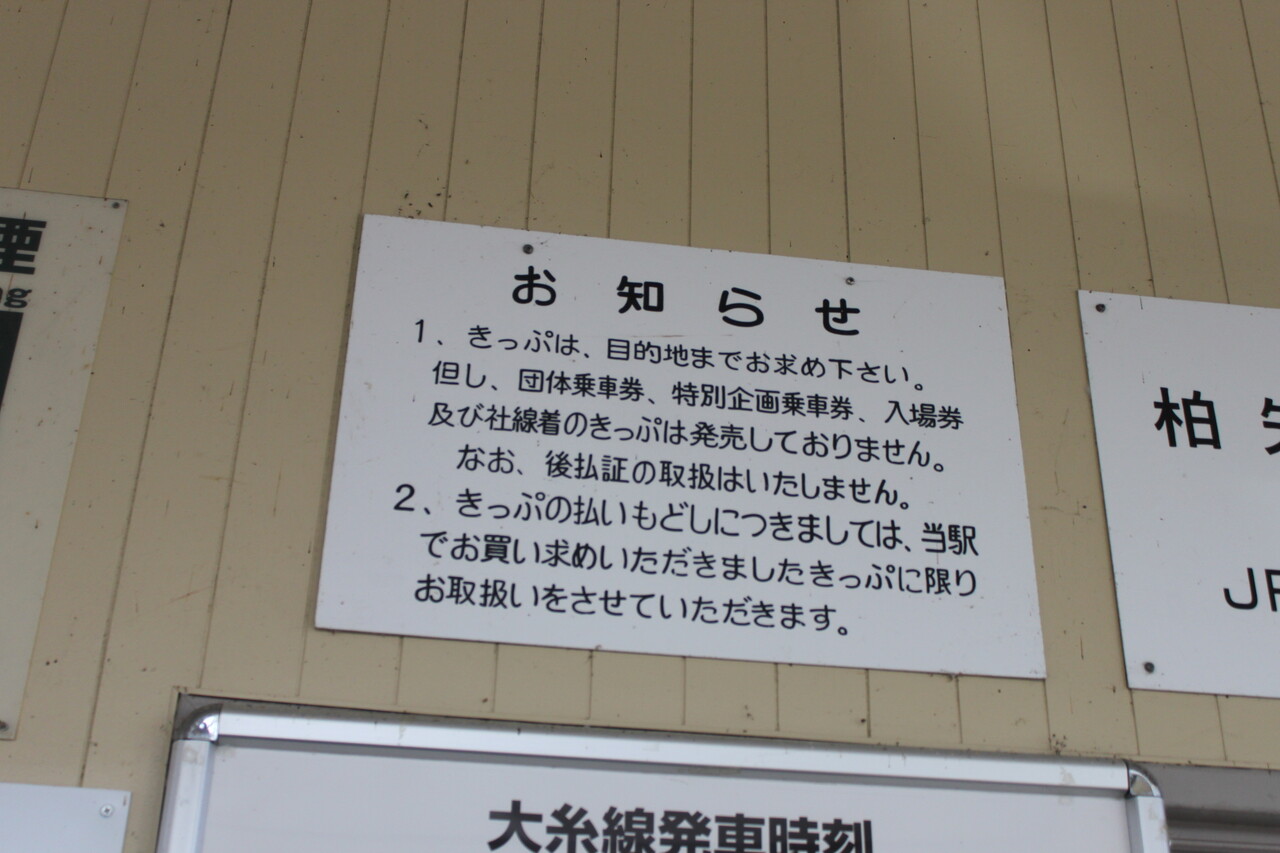 お知らせ
1、きっぷは、目的地までお求め下さい。
但し、団体乗車券、特別企画乗車券、入場券
及び社線着のきっぷは発売しておりません。
なお、後払証の取扱はいたしません。
2、きっぷの払いもどしにつきましては、当駅
でお買い求めいただきましたきっぷに限り
お取扱いをさせていただきます。
柏
JR
大糸線発車時刻